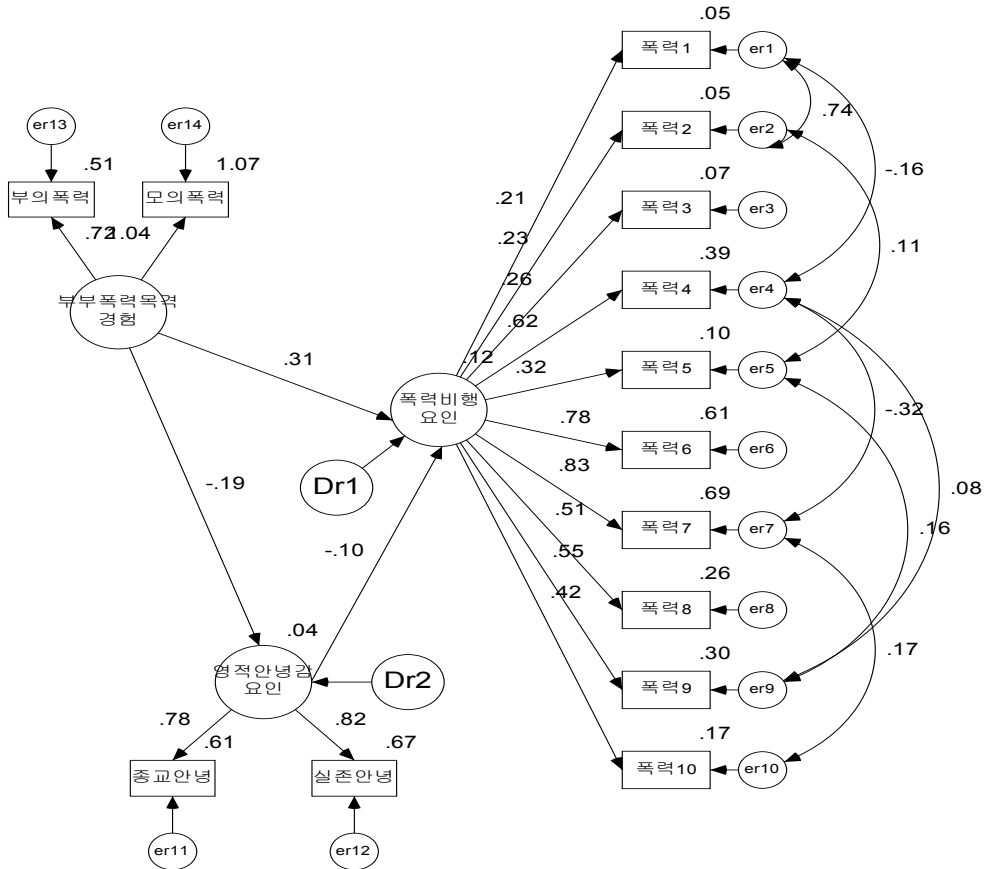 .05
폭력1
er1
.74
.05
폭력2
er2
er13
er14
.51
1.07
부의폭력
모의폭력
-.16
.07
폭력3
er3
.21
.72
1.04
.23
.11
.39
.26
폭력4
er4
부부폭력목격
경험
.62
.10
.31
.12
.32
폭력5
er5
폭력비행
요인
-.32
.78
.61
폭력6
er6
.83
Dr1
-.19
.69
.08
.51
폭력7
er7
.16
-.10
.55
.26
.42
폭력8
er8
.04
.30
.17
영적안녕감
요인
Dr2
폭력9
er9
.78
.82
.61
.67
.17
종교안녕
실존안녕
폭력10
er10
er11
er12